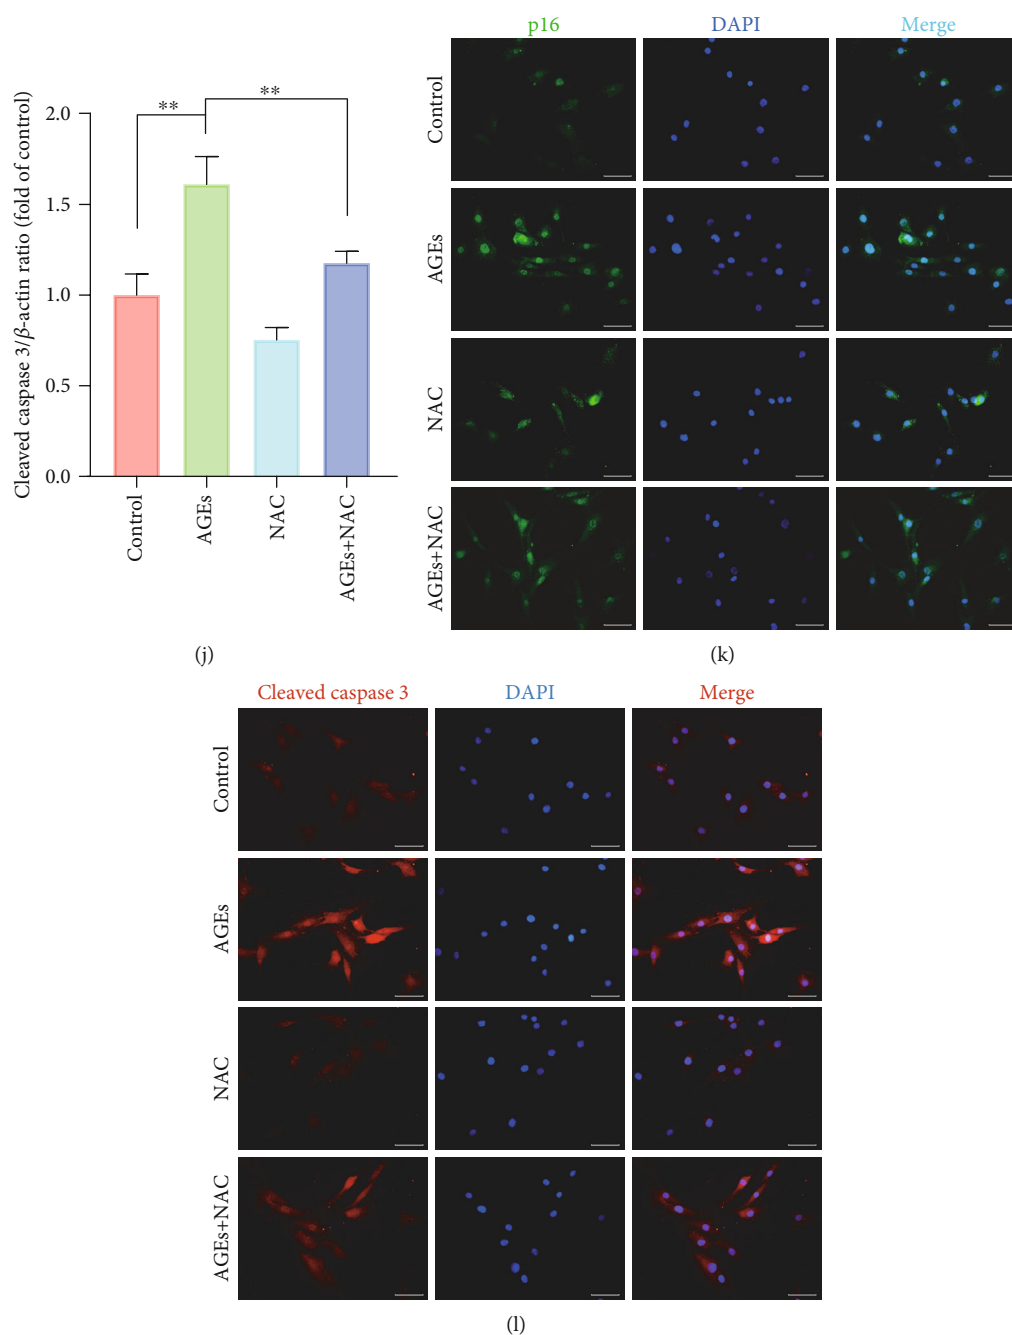 Cleaved caspase 3/β-actin ratio (fold of control)
2.0
1.5
1.0
0.5
0.0
**
**
Control
AGEs
NAC
AGEs+NAC
(j)
p16
DAPI
Merge
Control
AGEs
NAC
AGEs+NAC
(k)
Cleaved caspase 3
DAPI
Merge
Control
AGEs
NAC
AGEs+NAC
(l)